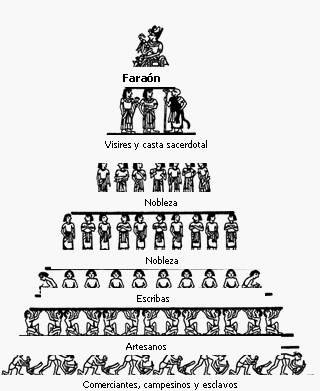 Faraón
Visires y casta sacerdotal
Nobleza
Nobleza
Escribas
Artesanos
Comerciantes, campesinos y esclavos